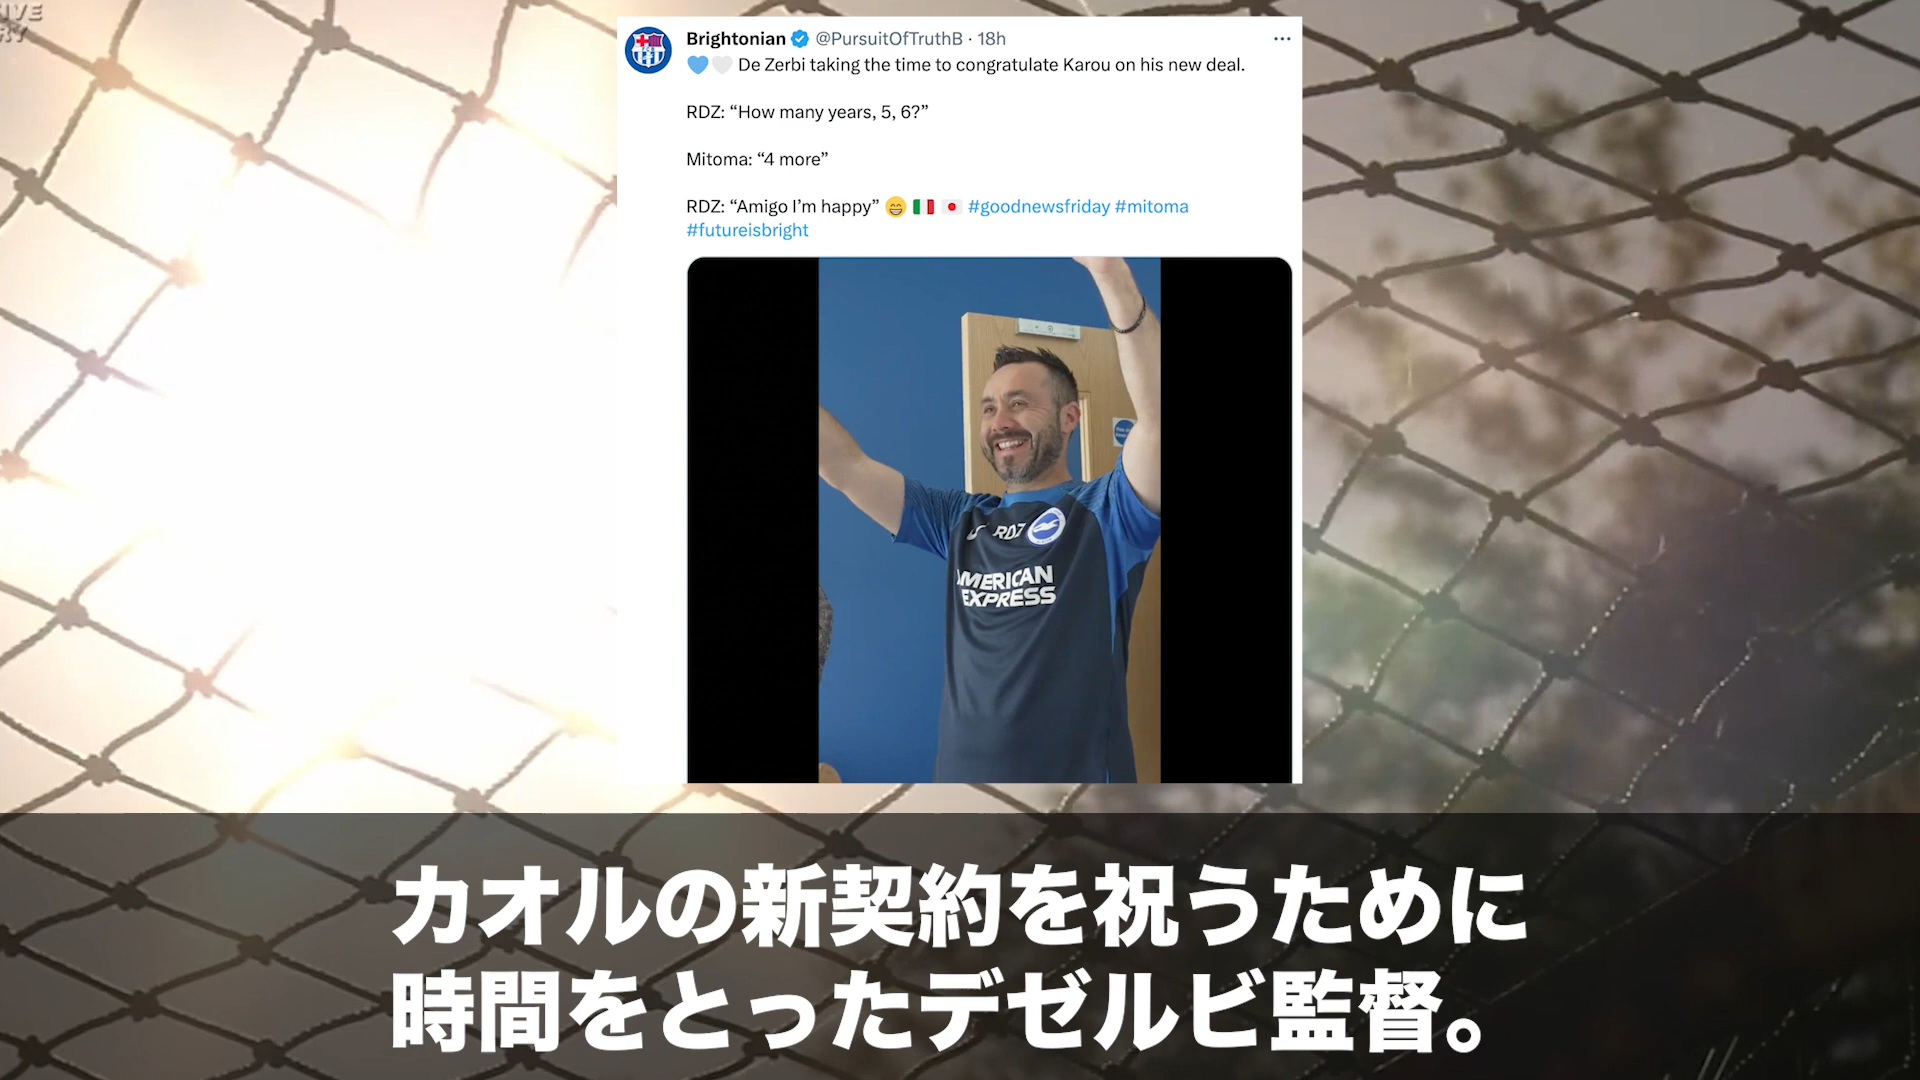 Brightonian @PursuitOfTruthB · 18h
💙🤍 De Zerbi taking the time to congratulate Karou on his new deal.
RDZ: “How many years, 5, 6?”
Mitoma: “4 more”
RDZ: “Amigo I’m happy” 😁 🇮🇹 🇯🇵 #goodnewsfriday #mitoma
#futureisbright
RDZ
AMERICAN
EXPRESS
カオルの新契約を祝うために
時間をとったデゼルビ監督。